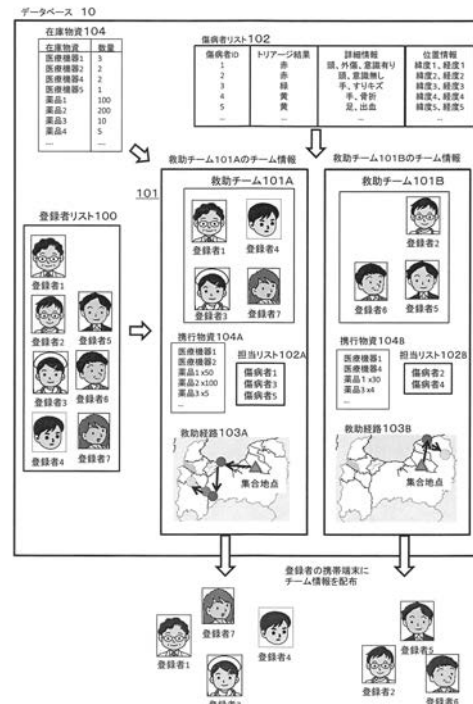 データベース 10
在庫物資104
在庫物資 数量
医療機器1 3
医療機器2 2
医療機器4 2
医療機器5 1
薬品1 100
薬品2 200
薬品3 10
薬品4 5
... ...
傷病者リスト102
傷病者ID トリアージ結果 詳細情報 位置情報
1 赤 頭、外傷、意識有り 緯度1、経度1
2 赤 頭、意識無し 緯度2、経度2
3 緑 手、すりキズ 緯度3、経度3
4 黄 手、骨折 緯度4、経度4
5 黄 足、出血 緯度5、経度5
... ... ... ...
救助チーム101Aのチーム情報
救助チーム101Bのチーム情報
101
登録者リスト100
登録者1
登録者2 登録者5
登録者3 登録者6
登録者4 登録者7
救助チーム101A
登録者1 登録者4
登録者3 登録者7
携行物資104A
医療機器1
医療機器2
薬品1 x50
薬品2 x100
薬品3 x5
...
担当リスト102A
傷病者1
傷病者3
傷病者5
救助経路103A
集合地点
救助チーム101B
登録者2
登録者6 登録者5
携行物資104B
医療機器1
医療機器4
薬品1 x30
薬品3 x4
...
担当リスト102B
傷病者2
傷病者4
救助経路103B
集合地点
登録者の携帯端末に
チーム情報を配布
登録者7
登録者1 登録者4
登録者5
登録者2
登録者6